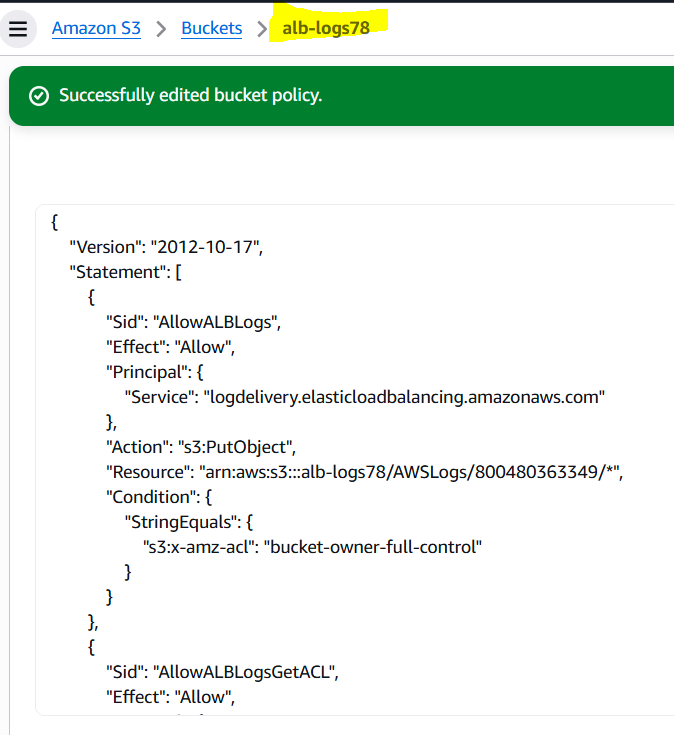 Amazon S3 > Buckets > alb-logs78
Successfully edited bucket policy.
{
"Version": "2012-10-17",
"Statement": [
{
"Sid": "AllowALBLogs",
"Effect": "Allow",
"Principal": {
"Service": "logdelivery.elasticloadbalancing.amazonaws.com"
},
"Action": "s3:PutObject",
"Resource": "arn:aws:s3:::alb-logs78/AWSLogs/800480363349/*",
"Condition": {
"StringEquals": {
"s3:x-amz-acl": "bucket-owner-full-control"
}
}
},
{
"Sid": "AllowALBLogsGetACL",
"Effect": "Allow",